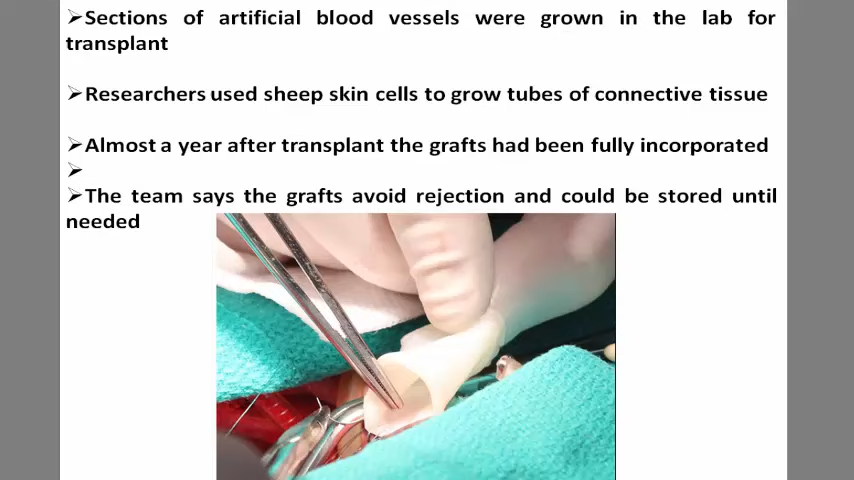 ➢Sections of artificial blood vessels were grown in the lab for
transplant
➢Researchers used sheep skin cells to grow tubes of connective tissue
➢Almost a year after transplant the grafts had been fully incorporated
➢
➢The team says the grafts avoid rejection and could be stored until
needed